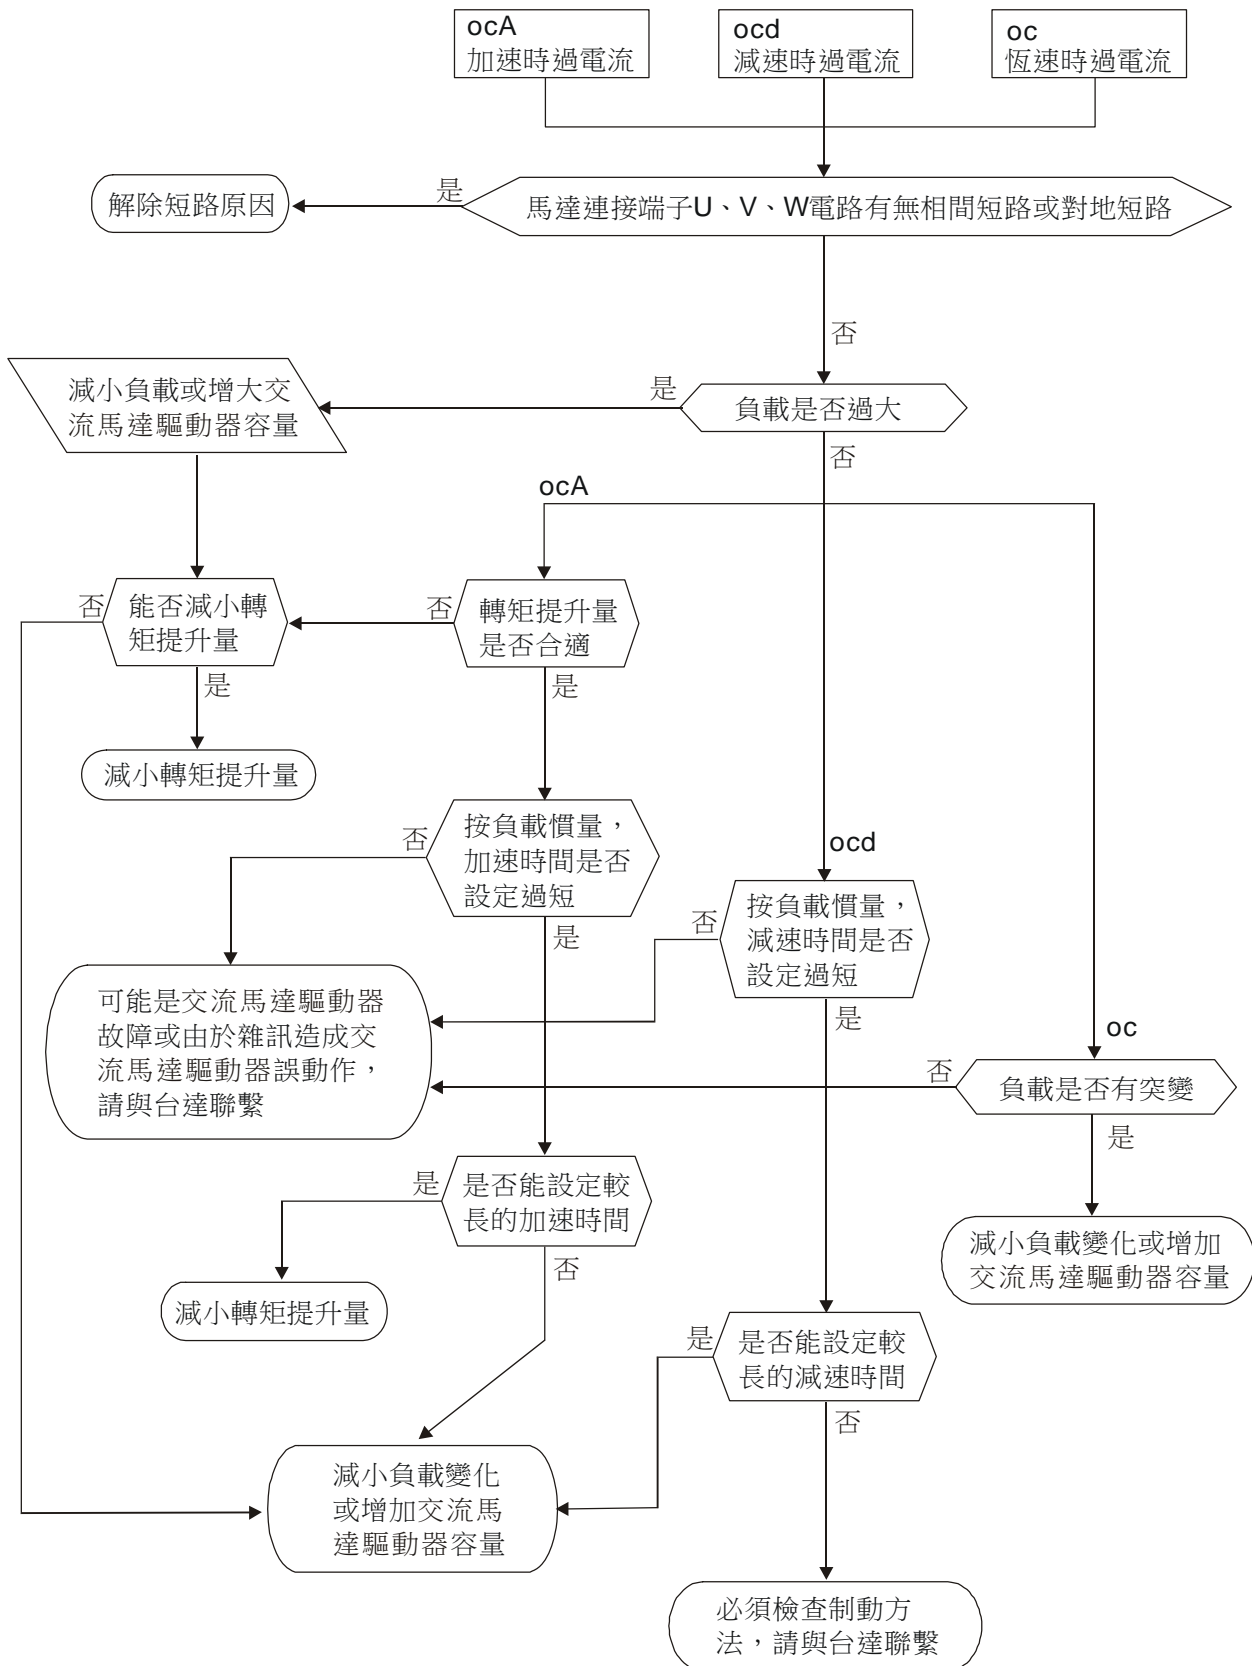 ocA
加速時過電流
ocd
減速時過電流
oc
恆速時過電流
解除短路原因
是
馬達連接端子U、V、W電路有無相間短路或對地短路
否
減小負載或增大交
流馬達驅動器容量
是
負載是否過大
否
ocA
否
能否減小轉
矩提升量
否
轉矩提升量
是否合適
是
是
減小轉矩提升量
否
按負載慣量，
加速時間是否
設定過短
ocd
是
否
按負載慣量，
減速時間是否
設定過短
可能是交流馬達驅動器
故障或由於雜訊造成交
流馬達驅動器誤動作，
請與台達聯繫
是
oc
否
負載是否有突變
是
是
是否能設定較
長的加速時間
減小負載變化或增加
交流馬達驅動器容量
否
減小轉矩提升量
是
是否能設定較
長的減速時間
否
減小負載變化
或增加交流馬
達驅動器容量
必須檢查制動方
法，請與台達聯繫